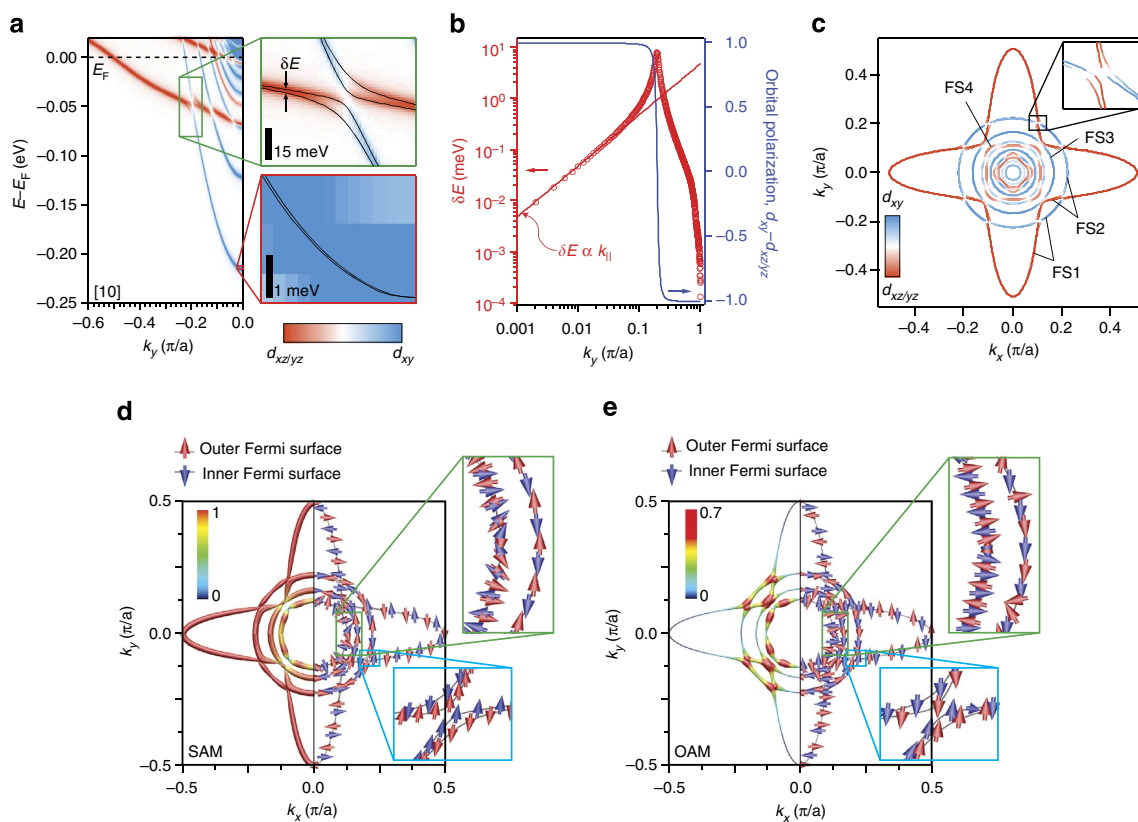 a
0.00
−0.05
−0.10
−0.15
−0.20
−0.25
E–E_F (eV)
E_F
[10]
−0.6
−0.4
−0.2
0.0
k_y (π/a)
δE
15 meV
1 meV
d_xz/yz
d_xy
b
10^1
10^0
10^−1
10^−2
10^−3
10^−4
δE (meV)
δE ∝ k_||
0.001
0.01
0.1
1
k_y (π/a)
1.0
0.5
0.0
−0.5
−1.0
Orbital polarization, d_xy–d_xz/yz
c
0.4
0.2
0.0
−0.2
−0.4
k_y (π/a)
FS4
FS3
FS2
FS1
d_xy
d_xz/yz
−0.4
0.0
0.4
k_x (π/a)
d
Outer Fermi surface
Inner Fermi surface
0.5
0.0
−0.5
k_y (π/a)
1
0
SAM
−0.5
0.0
0.5
k_x (π/a)
e
Outer Fermi surface
Inner Fermi surface
0.5
0.0
−0.5
k_y (π/a)
0.7
0
OAM
−0.5
0.0
0.5
k_x (π/a)